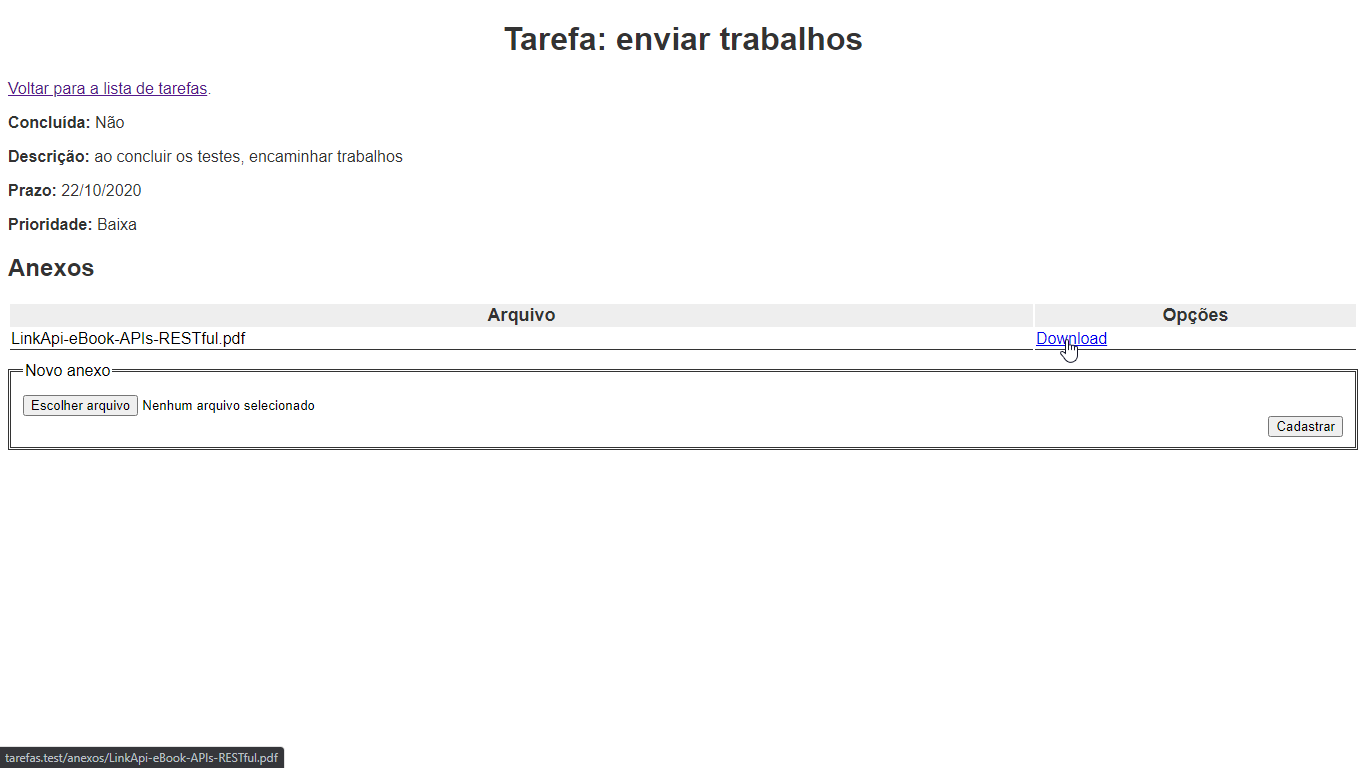 Tarefa: enviar trabalhos
Voltar para a lista de tarefas.
Concluída: Não
Descrição: ao concluir os testes, encaminhar trabalhos
Prazo: 22/10/2020
Prioridade: Baixa
Anexos
Arquivo Opções
LinkApi-eBook-APIs-RESTful.pdf Download
Novo anexo
Escolher arquivo Nenhum arquivo selecionado
Cadastrar
tarefas.test/anexos/LinkApi-eBook-APIs-RESTful.pdf